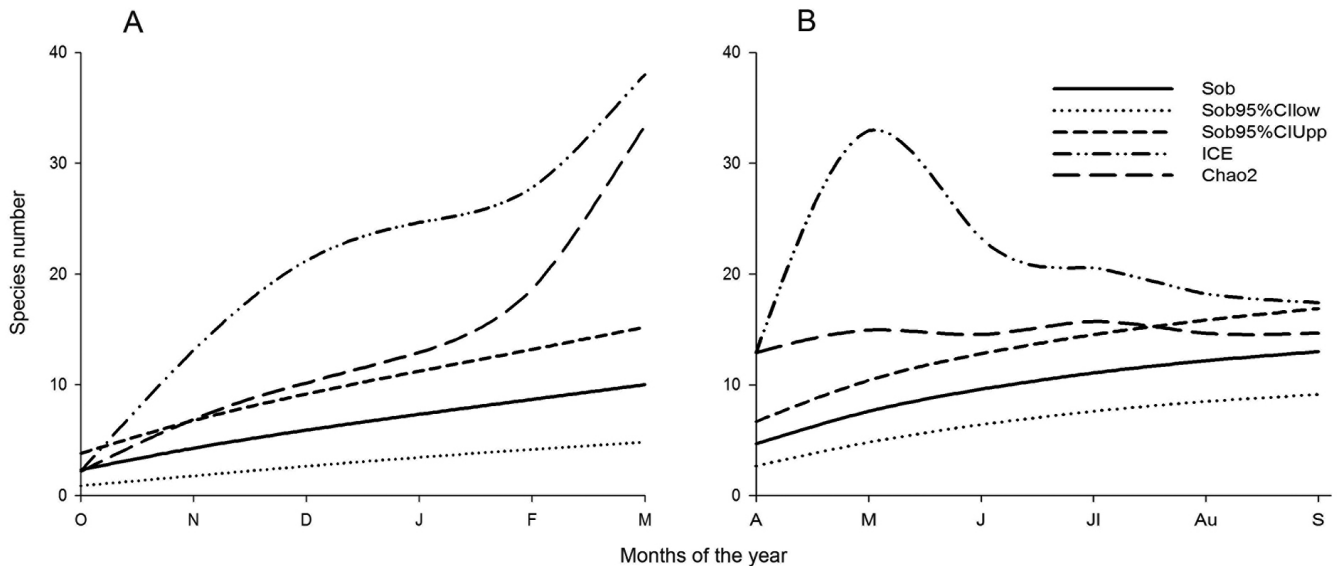 A
B
Species number
40
30
20
10
0
O N D J F M
40
30
20
10
0
A M J Jl Au S
Sob
Sob95%CIlow
Sob95%CIUpp
ICE
Chao2
Months of the year